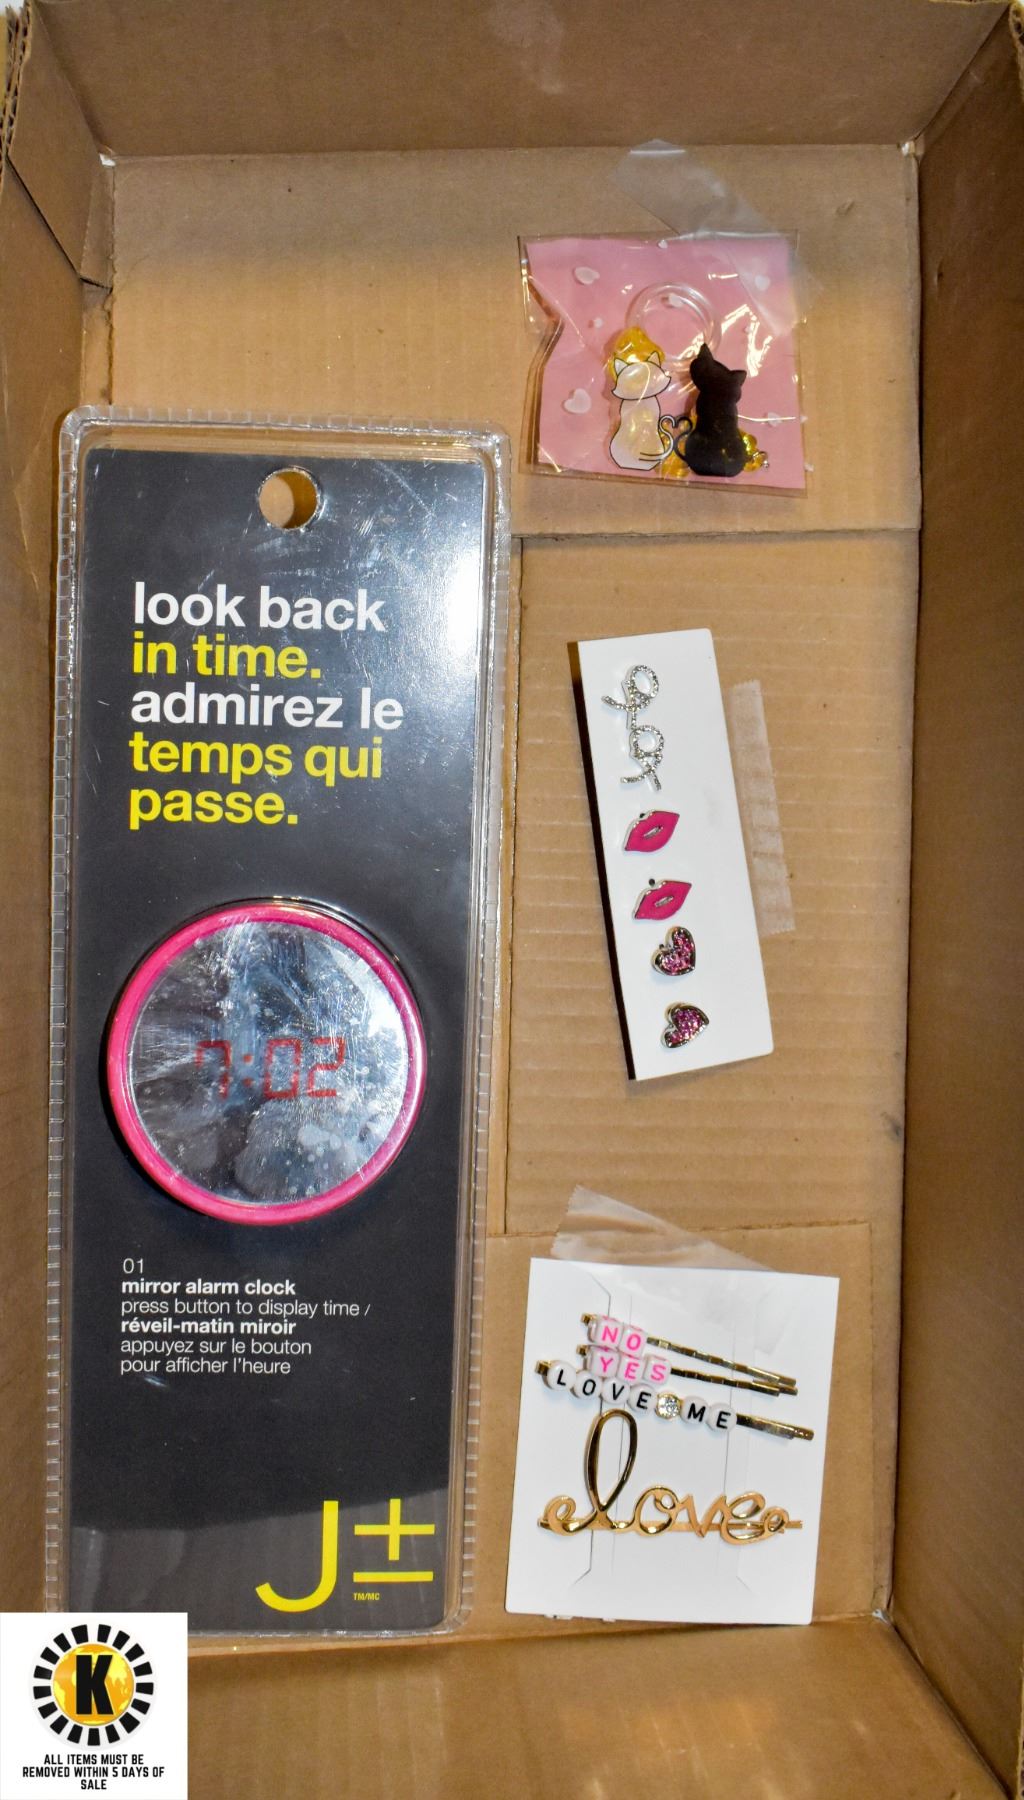 look back
in time.
admirez le
temps qui
passe.
7:02
01
mirror alarm clock
press button to display time /
réveil-matin miroir
appuyez sur le bouton
pour afficher l'heure
J±
TM/MC
NO
YES
LOVE ME
love
K
ALL ITEMS MUST BE
REMOVED WITHIN 5 DAYS OF
SALE